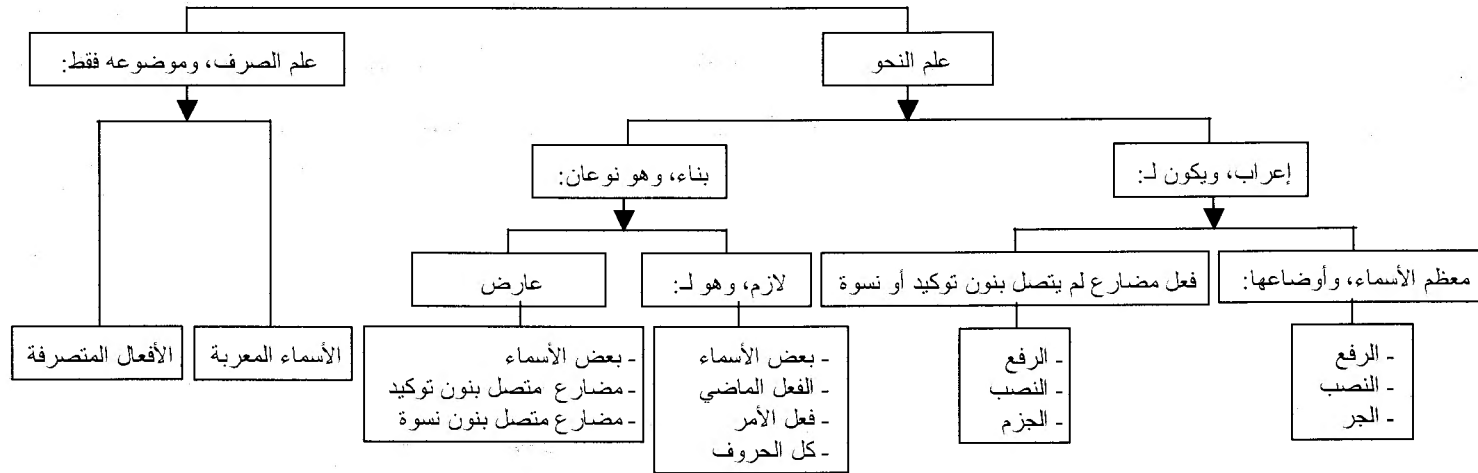 علم النحو
علم الصرف، وموضوعه فقط:
إعراب، ويكون لـ:
بناء، وهو نوعان:
معظم الأسماء، وأوضاعها:
- الرفع
- النصب
- الجر
فعل مضارع لم يتصل بنون توكيد أو نسوة
- الرفع
- النصب
- الجزم
لازم، وهو لـ:
- بعض الأسماء
- الفعل الماضي
- فعل الأمر
- كل الحروف
عارض
- بعض الأسماء
- مضارع متصل بنون توكيد
- مضارع متصل بنون نسوة
الأسماء المعربة
الأفعال المتصرفة